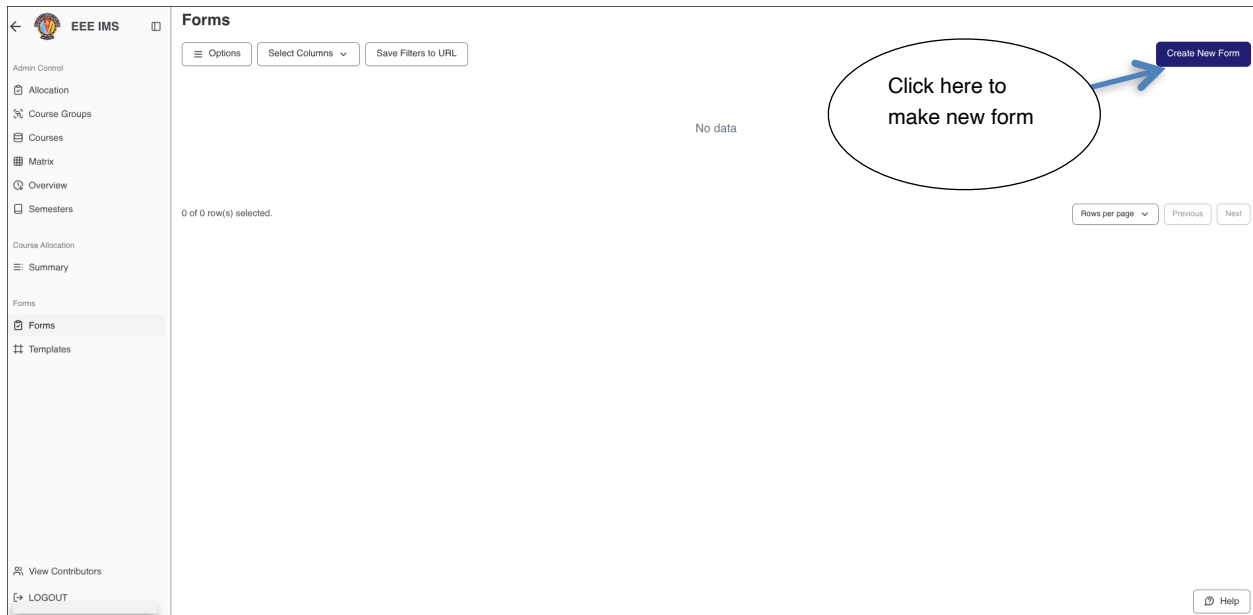 EEE IMS
Admin Control
Allocation
Course Groups
Courses
Matrix
Overview
Semesters
Course Allocation
Summary
Forms
Forms
Templates
View Contributors
LOGOUT
Forms
Options
Select Columns
Save Filters to URL
Create New Form
Click here to
make new form
No data
0 of 0 row(s) selected.
Rows per page
Previous
Next
Help